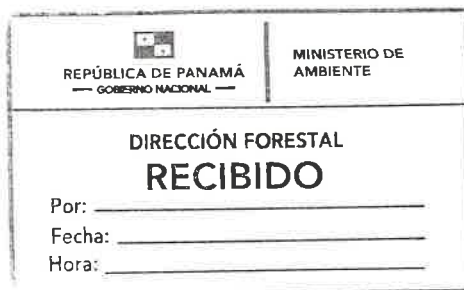 REPÚBLICA DE PANAMÁ
— GOBIERNO NACIONAL —
MINISTERIO DE
AMBIENTE
DIRECCIÓN FORESTAL
RECIBIDO
Por:
Fecha:
Hora: